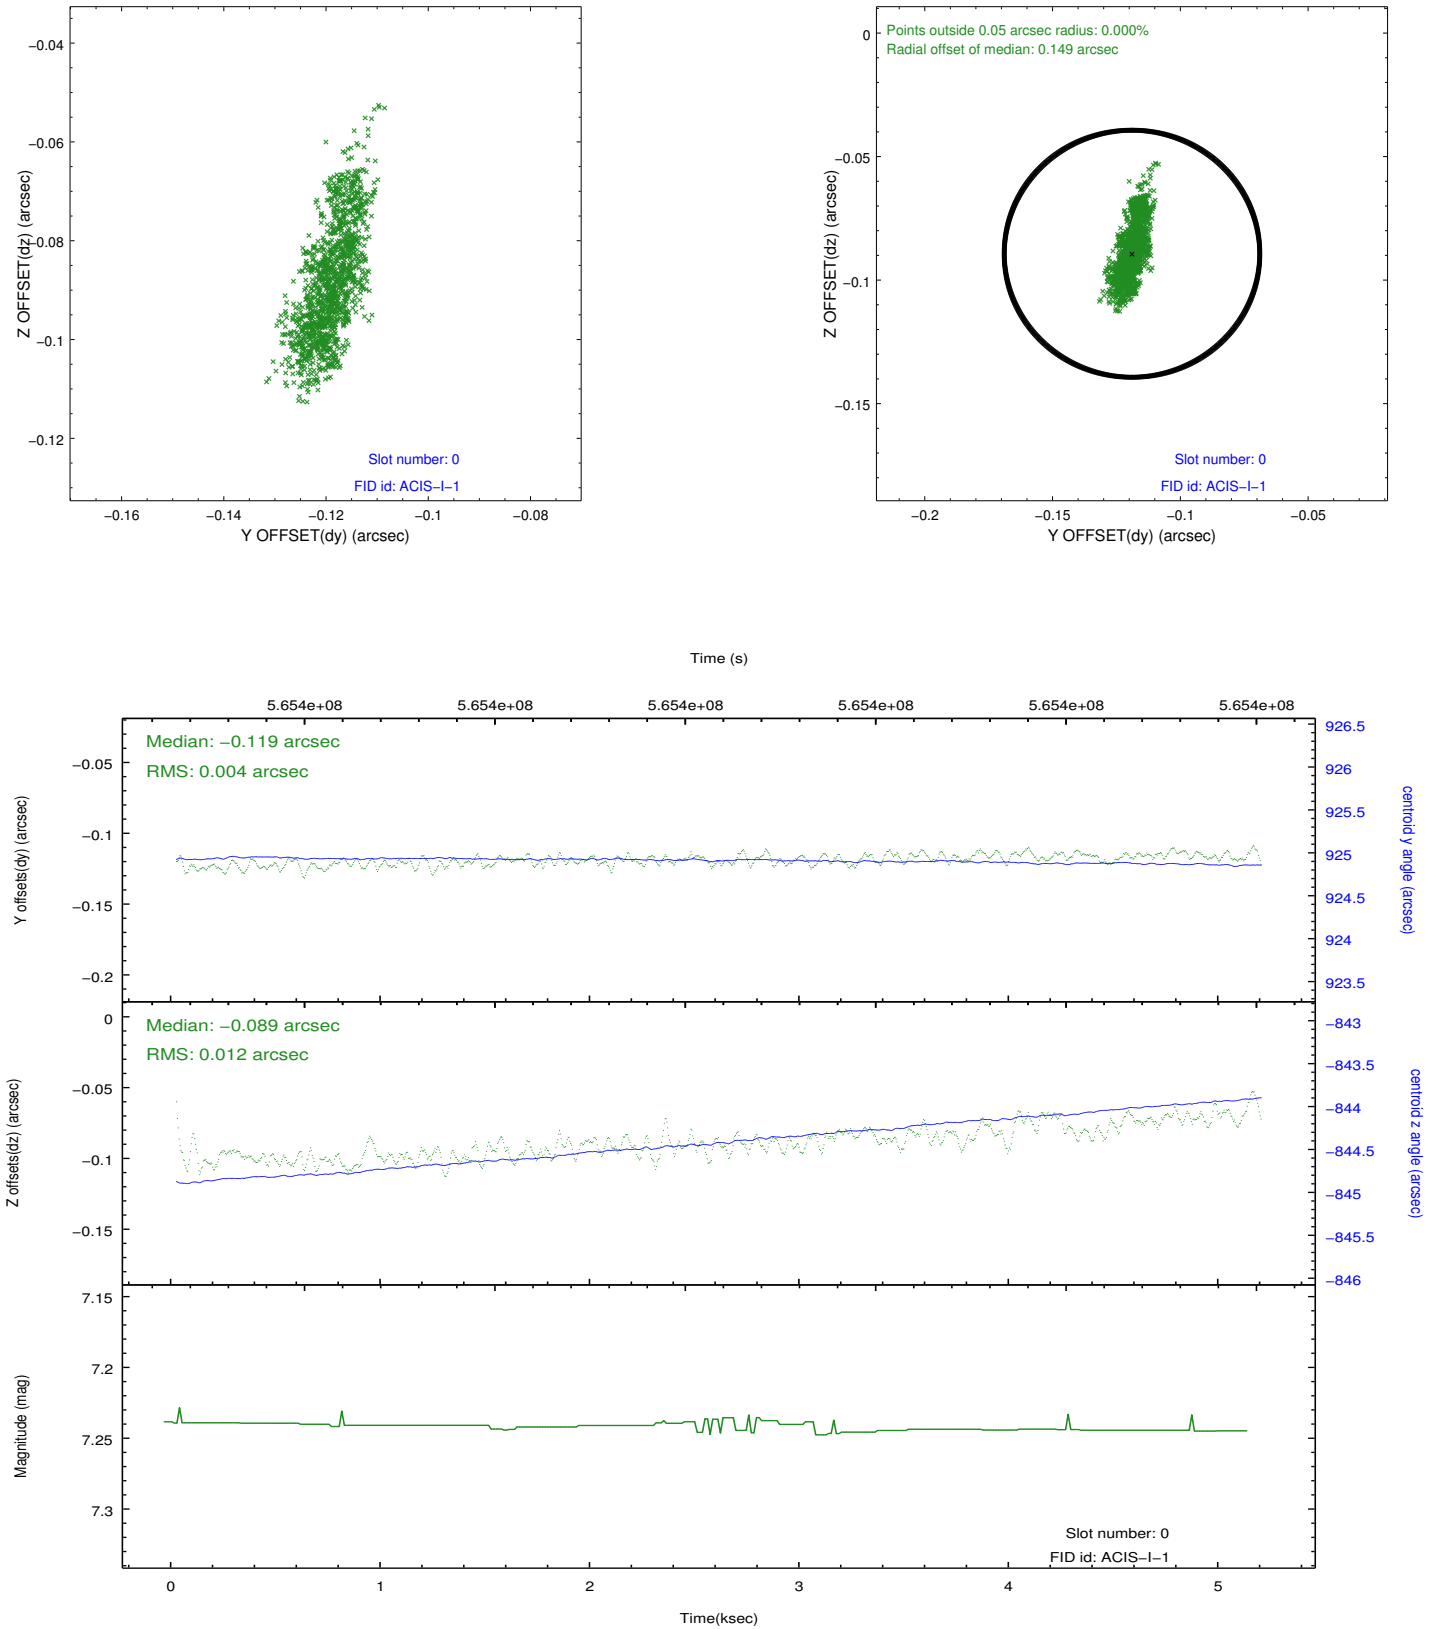 Z OFFSET(dz) (arcsec)
−0.04
−0.06
−0.08
−0.1
−0.12
Slot number: 0
FID id: ACIS−I−1
−0.16 −0.14 −0.12 −0.1 −0.08
Y OFFSET(dy) (arcsec)
Points outside 0.05 arcsec radius: 0.000%
Radial offset of median: 0.149 arcsec
Z OFFSET(dz) (arcsec)
0
−0.05
−0.1
−0.15
Slot number: 0
FID id: ACIS−I−1
−0.2 −0.15 −0.1 −0.05
Y OFFSET(dy) (arcsec)
Time (s)
5.654e+08 5.654e+08 5.654e+08 5.654e+08 5.654e+08 5.654e+08
Median: −0.119 arcsec
RMS: 0.004 arcsec
Y offsets(dy) (arcsec)
−0.05
−0.1
−0.15
−0.2
926.5
926
925.5
925
924.5
924
923.5
centroid y angle (arcsec)
Median: −0.089 arcsec
RMS: 0.012 arcsec
Z offsets(dz) (arcsec)
0
−0.05
−0.1
−0.15
−843
−843.5
−844
−844.5
−845
−845.5
−846
centroid z angle (arcsec)
Magnitude (mag)
7.15
7.2
7.25
7.3
Slot number: 0
FID id: ACIS−I−1
0 1 2 3 4 5
Time(ksec)